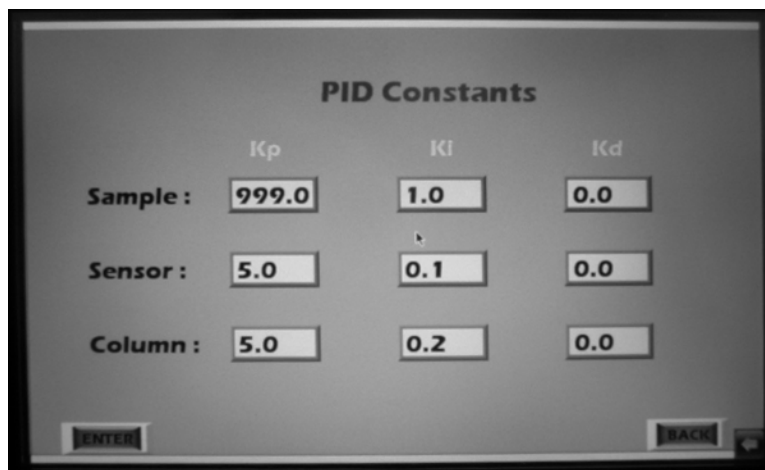 PID Constants
Kp Ki Kd
Sample : 999.0 1.0 0.0
Sensor : 5.0 0.1 0.0
Column : 5.0 0.2 0.0
ENTER BACK